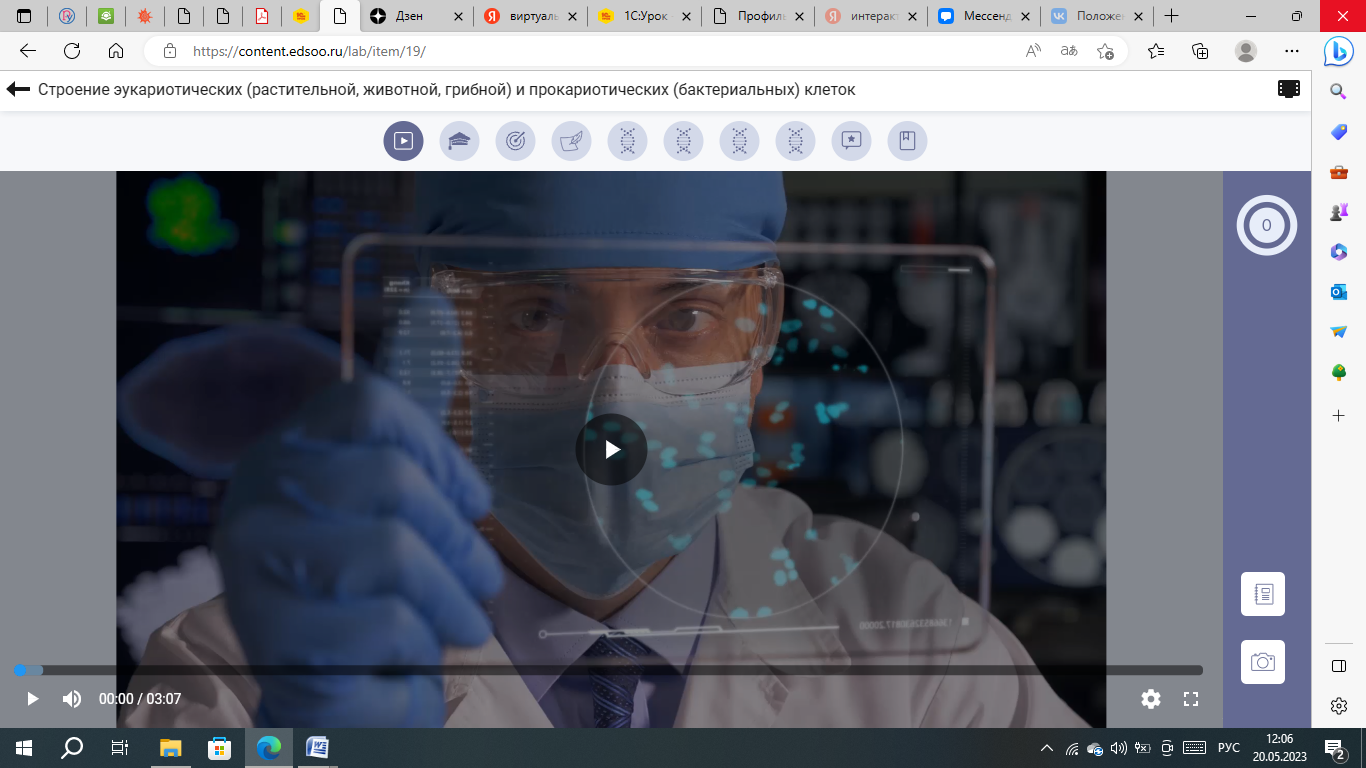 Дзен
виртуаль
1С:Урок -
Профиль
интеракт
Мессенд
Положен
https://content.edsoo.ru/lab/item/19/
Строение эукариотических (растительной, животной, грибной) и прокариотических (бактериальных) клеток
0
00:00 / 03:07
РУС
12:06
20.05.2023
2